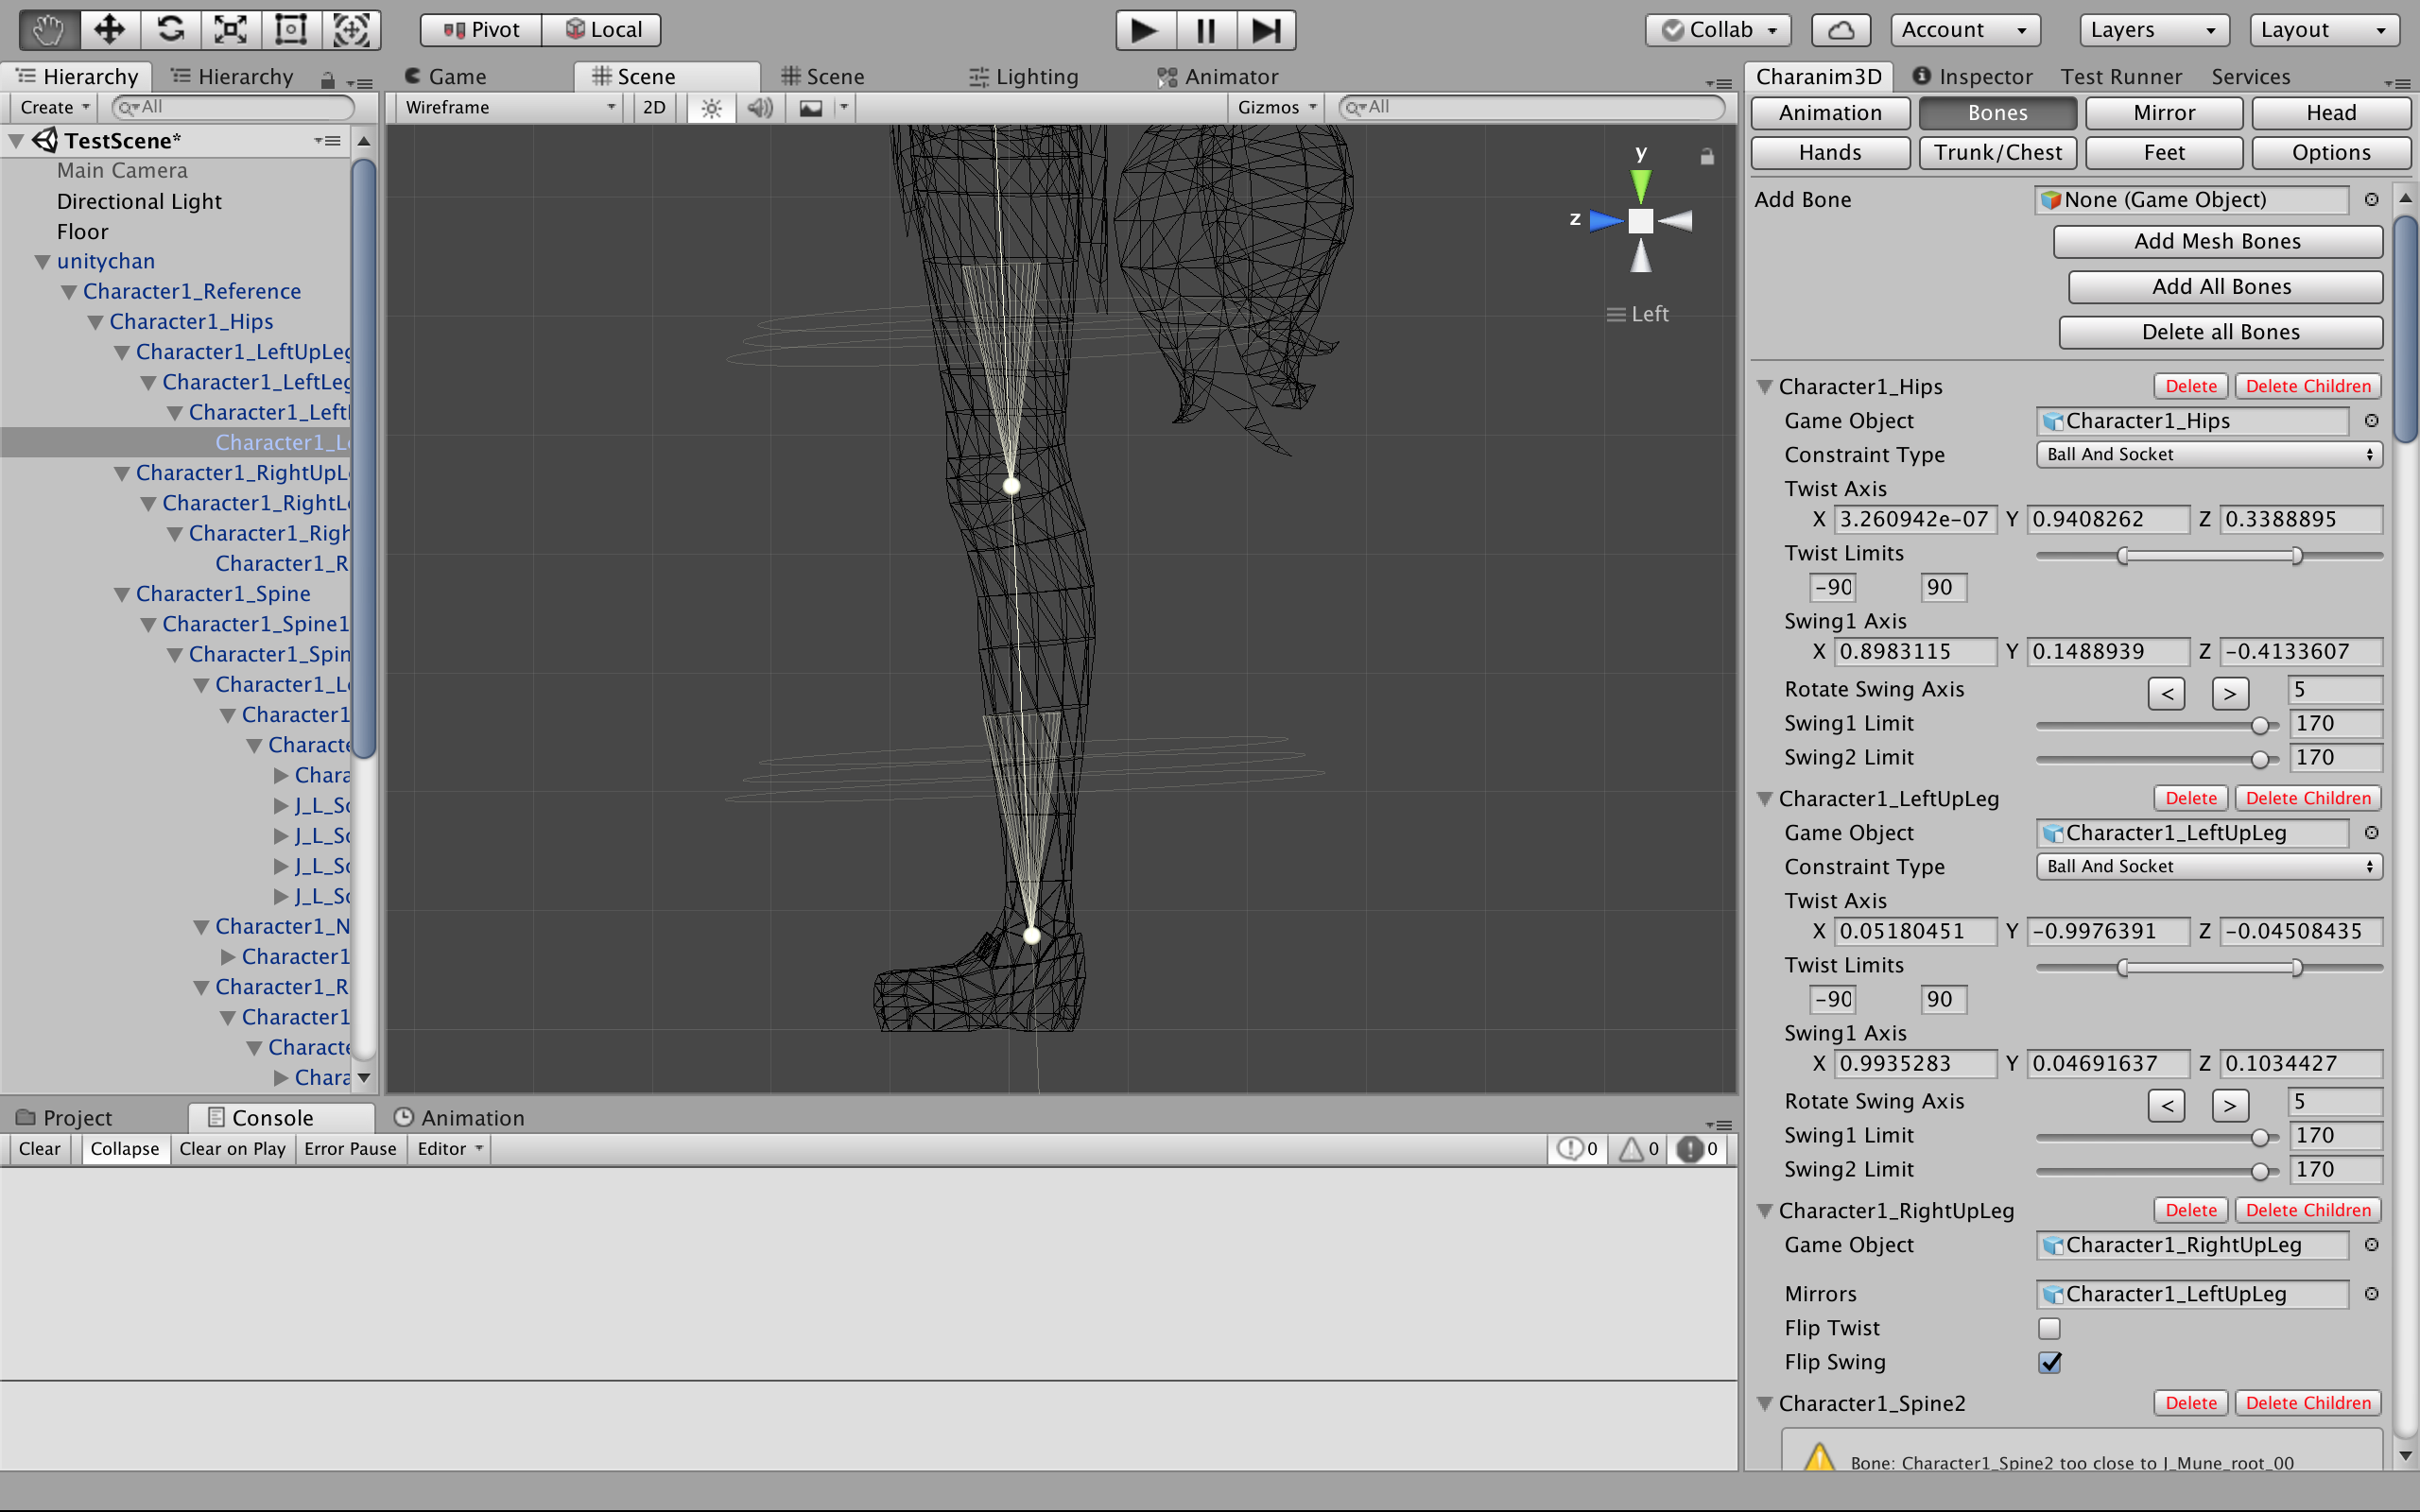 Pivot Local Collab Account Layers Layout
Hierarchy Hierarchy Game Scene Scene Lighting Animator Charanim3D Inspector Test Runner Services
Create All Wireframe 2D Gizmos All
TestScene*
Main Camera
Directional Light
Floor
unitychan
Character1_Reference
Character1_Hips
Character1_LeftUpLeg
Character1_LeftLeg
Character1_Left
Character1_L
Character1_RightUpL
Character1_RightL
Character1_Righ
Character1_R
Character1_Spine
Character1_Spine1
Character1_Spin
Character1_L
Character1
Characte
Chara
J_L_S
J_L_S
J_L_S
J_L_S
Character1_N
Character1
Character1_R
Character1
Characte
Chara
y
z
Left
Project Console Animation
Clear Collapse Clear on Play Error Pause Editor 0 0 0
Animation Bones Mirror Head
Hands Trunk/Chest Feet Options
Add Bone None (Game Object)
Add Mesh Bones
Add All Bones
Delete all Bones
Character1_Hips Delete Delete Children
Game Object Character1_Hips
Constraint Type Ball And Socket
Twist Axis
X 3.260942e-07 Y 0.9408262 Z 0.3388895
Twist Limits
-90 90
Swing1 Axis
X 0.8983115 Y 0.1488939 Z -0.4133607
Rotate Swing Axis < > 5
Swing1 Limit 170
Swing2 Limit 170
Character1_LeftUpLeg Delete Delete Children
Game Object Character1_LeftUpLeg
Constraint Type Ball And Socket
Twist Axis
X 0.05180451 Y -0.9976391 Z -0.04508435
Twist Limits
-90 90
Swing1 Axis
X 0.9935283 Y 0.04691637 Z 0.1034427
Rotate Swing Axis < > 5
Swing1 Limit 170
Swing2 Limit 170
Character1_RightUpLeg Delete Delete Children
Game Object Character1_RightUpLeg
Mirrors Character1_LeftUpLeg
Flip Twist
Flip Swing
Character1_Spine2 Delete Delete Children
Bone: Character1_Spine2 too close to J_Mune_root_00